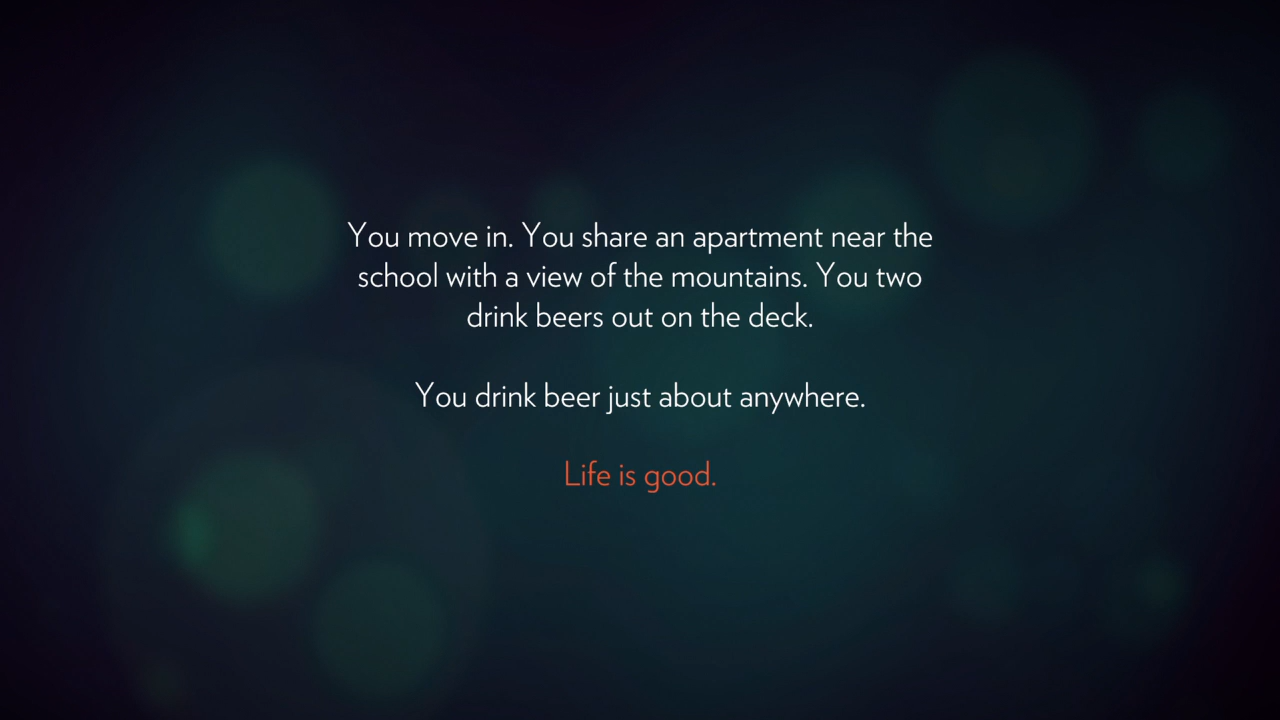 You move in. You share an apartment near the
school with a view of the mountains. You two
drink beers out on the deck.
You drink beer just about anywhere.
Life is good.